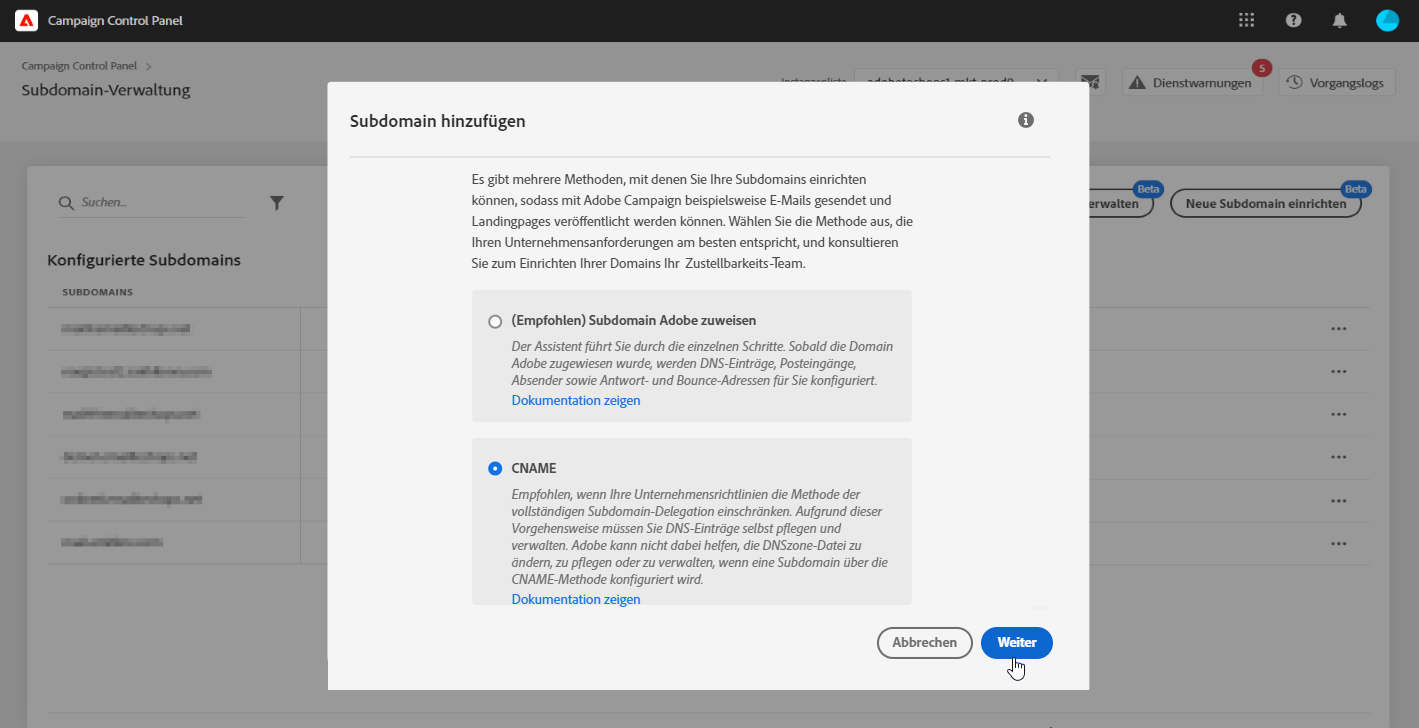 Campaign Control Panel
Campaign Control Panel >
Subdomain-Verwaltung
5
Dienstwarnungen
Vorgangslogs
Subdomain hinzufügen
Es gibt mehrere Methoden, mit denen Sie Ihre Subdomains einrichten
können, sodass mit Adobe Campaign beispielsweise E-Mails gesendet und
Landingpages veröffentlicht werden können. Wählen Sie die Methode aus, die
Ihren Unternehmensanforderungen am besten entspricht, und konsultieren
Sie zum Einrichten Ihrer Domains Ihr Zustellbarkeits-Team.
Suchen...
Beta
erwalten
Beta
Neue Subdomain einrichten
Konfigurierte Subdomains
SUBDOMAINS
(Empfohlen) Subdomain Adobe zuweisen
Der Assistent führt Sie durch die einzelnen Schritte. Sobald die Domain
Adobe zugewiesen wurde, werden DNS-Einträge, Posteingänge,
Absender sowie Antwort- und Bounce-Adressen für Sie konfiguriert.
Dokumentation zeigen
CNAME
Empfohlen, wenn Ihre Unternehmensrichtlinien die Methode der
vollständigen Subdomain-Delegation einschränken. Aufgrund dieser
Vorgehensweise müssen Sie DNS-Einträge selbst pflegen und
verwalten. Adobe kann nicht dabei helfen, die DNSzone-Datei zu
ändern, zu pflegen oder zu verwalten, wenn eine Subdomain über die
CNAME-Methode konfiguriert wird.
Dokumentation zeigen
Abbrechen
Weiter